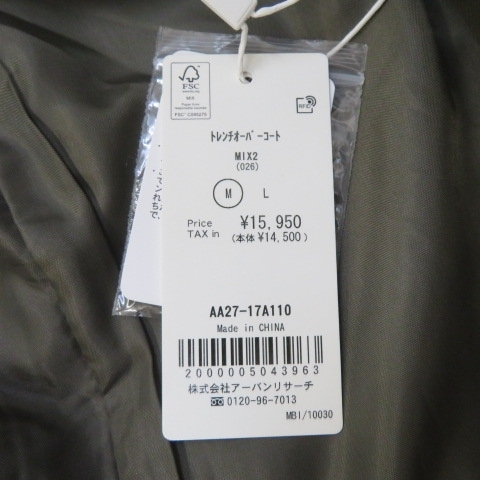 FSC
MIX
FSC® C095270
RFID
トレンチオーバーコート
MIX2
(026)
M L
Price ¥15,950
TAX in (本体¥14,500)
AA27-17A110
Made in CHINA
2000005043963
株式会社アーバンリサーチ
0120-96-7013
MBI/10030